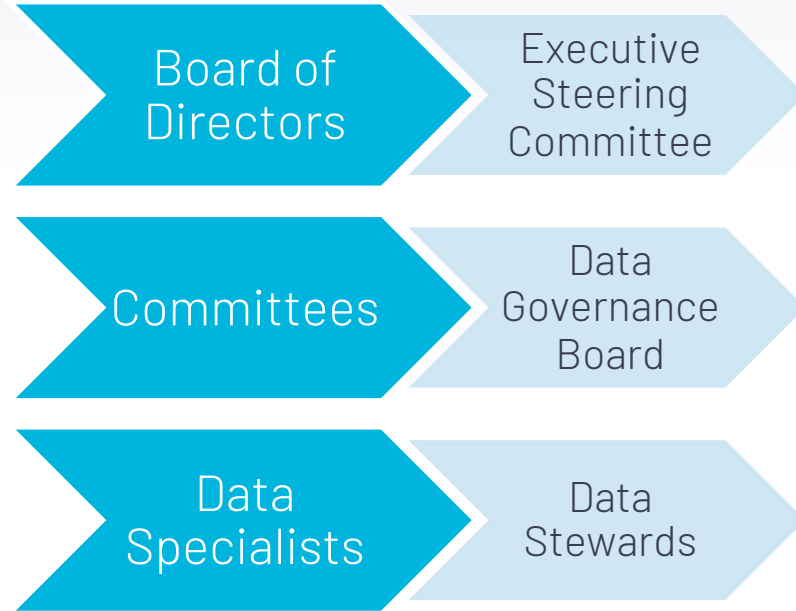 Board of
Directors
Executive
Steering
Committee
Committees
Data
Governance
Board
Data
Specialists
Data
Stewards